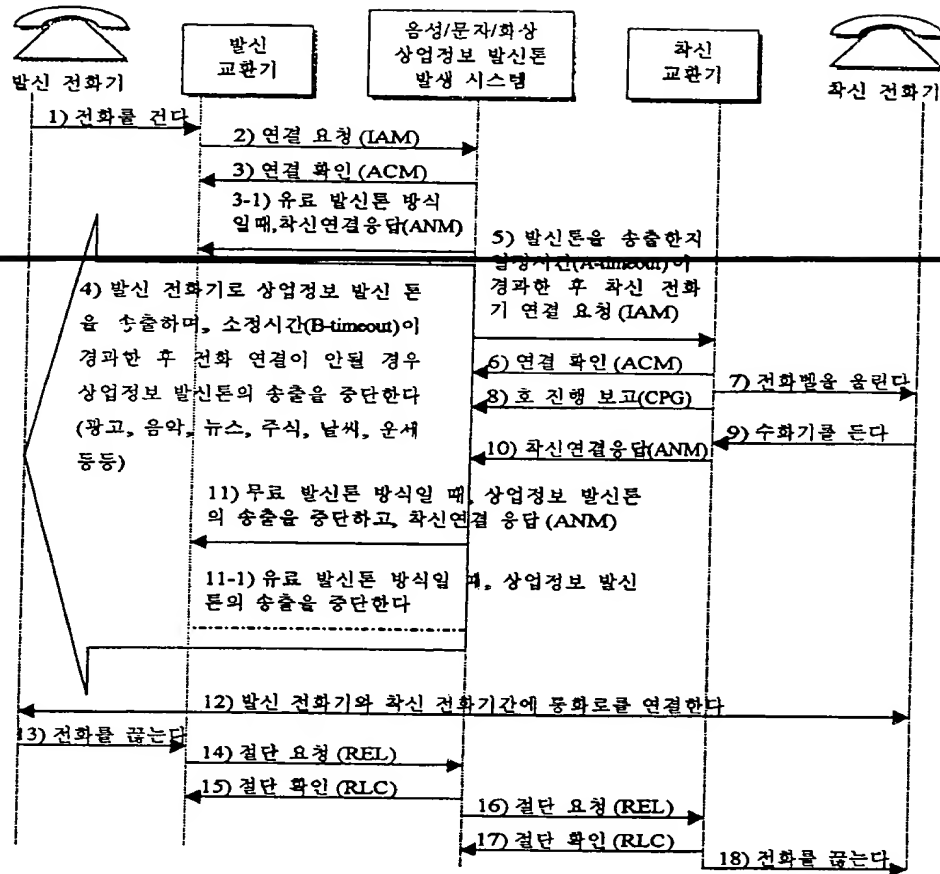 발신 전화기
발신
교환기
음성/문자/화상
상업정보 발신톤
발생 시스템
착신
교환기
착신 전화기
1) 전화를 건다
2) 연결 요청 (IAM)
3) 연결 확인 (ACM)
3-1) 유료 발신톤 방식
일때,착신연결응답(ANM)
5) 발신톤을 송출한지
일정시간(A-timeout)이
경과한 후 착신 전화
기 연결 요청 (IAM)
4) 발신 전화기로 상업정보 발신 톤
을 송출하며, 소정시간(B-timeout)이
경과한 후 전화 연결이 안될 경우
상업정보 발신톤의 송출을 중단한다
(광고, 음악, 뉴스, 주식, 날씨, 운세
등등)
6) 연결 확인 (ACM)
7) 전화벨을 울린다
8) 호 진행 보고(CPG)
9) 수화기를 든다
10) 착신연결응답(ANM)
11) 무료 발신톤 방식일 때, 상업정보 발신톤
의 송출을 중단하고, 착신연결 응답 (ANM)
11-1) 유료 발신톤 방식일 때, 상업정보 발신
톤의 송출을 중단한다
12) 발신 전화기와 착신 전화기간에 통화로를 연결한다
13) 전화를 끊는다
14) 절단 요청 (REL)
15) 절단 확인 (RLC)
16) 절단 요청 (REL)
17) 절단 확인 (RLC)
18) 전화를 끊는다